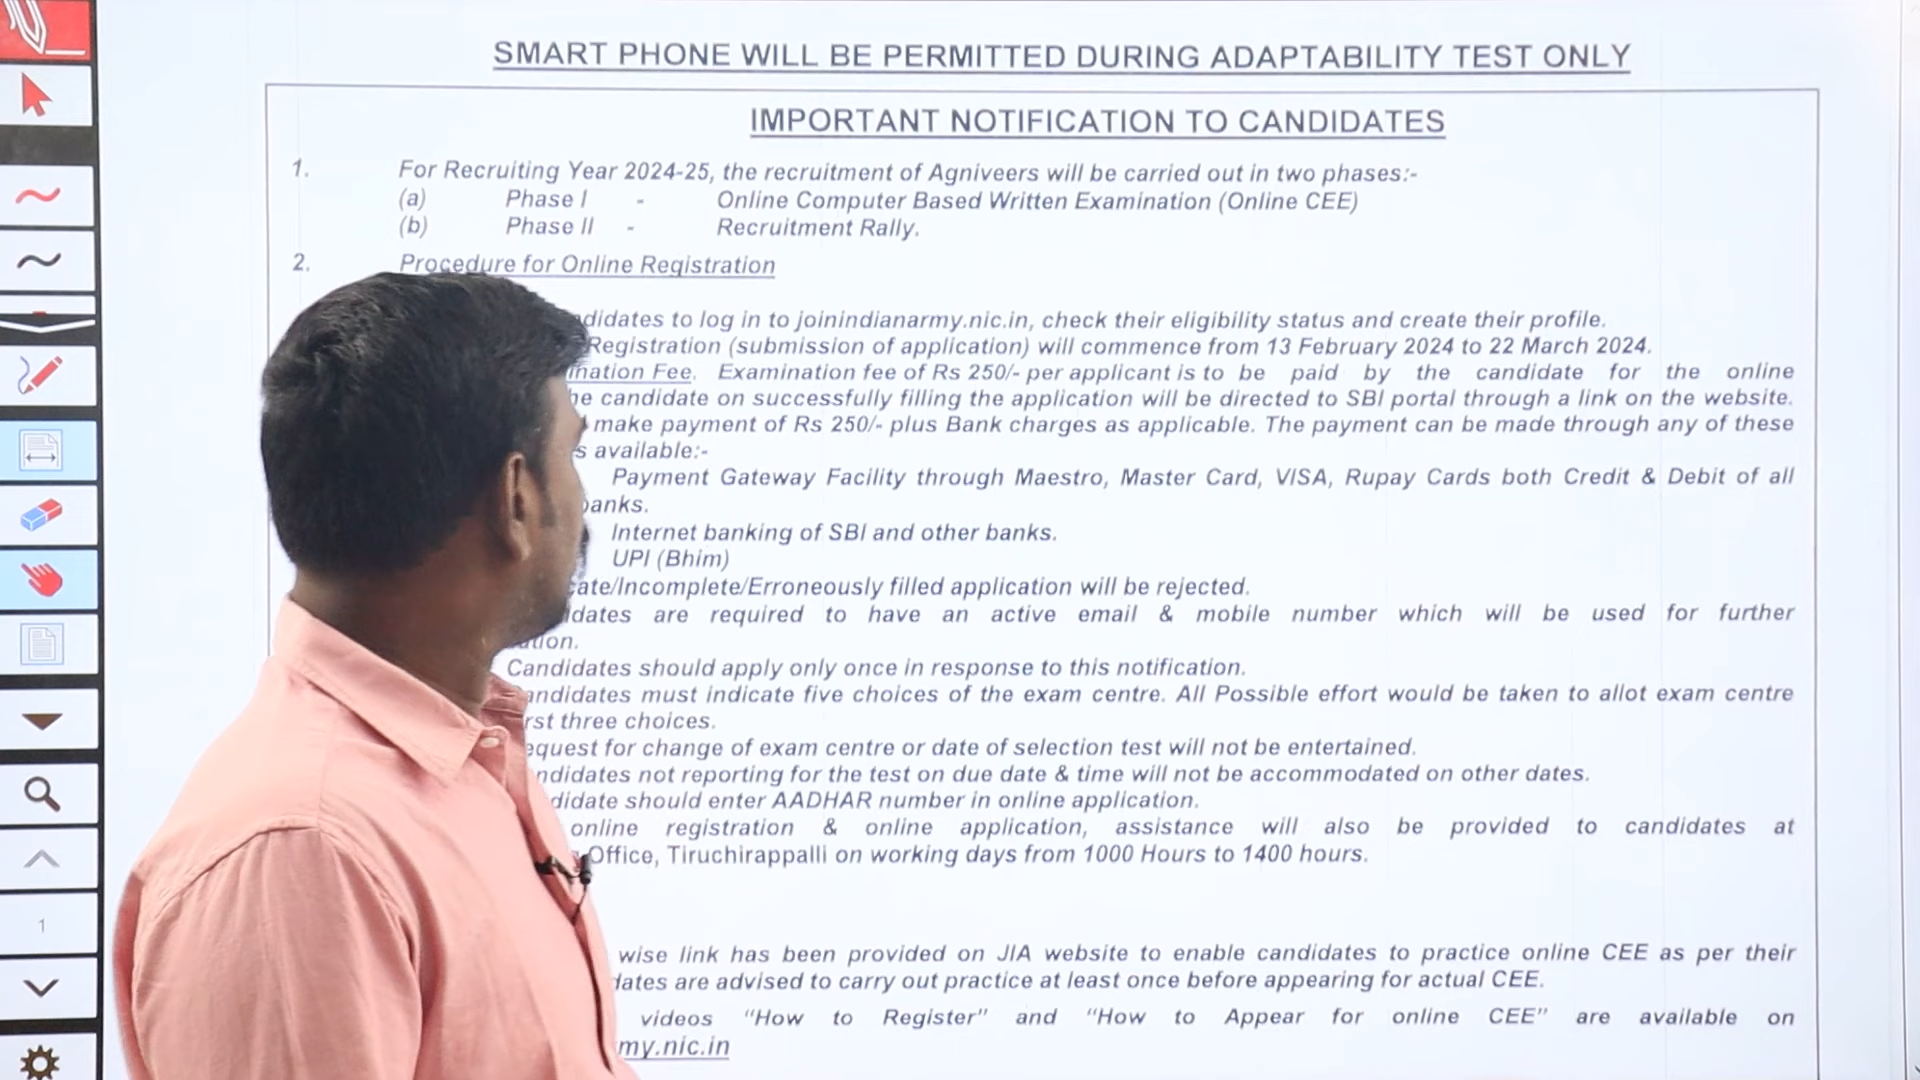 SMART PHONE WILL BE PERMITTED DURING ADAPTABILITY TEST ONLY
IMPORTANT NOTIFICATION TO CANDIDATES
1. For Recruiting Year 2024-25, the recruitment of Agniveers will be carried out in two phases:-
(a) Phase I - Online Computer Based Written Examination (Online CEE)
(b) Phase II - Recruitment Rally.
2. Procedure for Online Registration
didates to log in to joinindianarmy.nic.in, check their eligibility status and create their profile.
Registration (submission of application) will commence from 13 February 2024 to 22 March 2024.
nation Fee. Examination fee of Rs 250/- per applicant is to be paid by the candidate for the online
he candidate on successfully filling the application will be directed to SBI portal through a link on the website.
make payment of Rs 250/- plus Bank charges as applicable. The payment can be made through any of these
s available:-
Payment Gateway Facility through Maestro, Master Card, VISA, Rupay Cards both Credit & Debit of all
banks.
Internet banking of SBI and other banks.
UPI (Bhim)
ate/Incomplete/Erroneously filled application will be rejected.
dates are required to have an active email & mobile number which will be used for further
tion.
Candidates should apply only once in response to this notification.
andidates must indicate five choices of the exam centre. All Possible effort would be taken to allot exam centre
rst three choices.
equest for change of exam centre or date of selection test will not be entertained.
ndidates not reporting for the test on due date & time will not be accommodated on other dates.
didate should enter AADHAR number in online application.
online registration & online application, assistance will also be provided to candidates at
Office, Tiruchirappalli on working days from 1000 Hours to 1400 hours.
wise link has been provided on JIA website to enable candidates to practice online CEE as per their
dates are advised to carry out practice at least once before appearing for actual CEE.
videos "How to Register" and "How to Appear for online CEE" are available on
my.nic.in
1